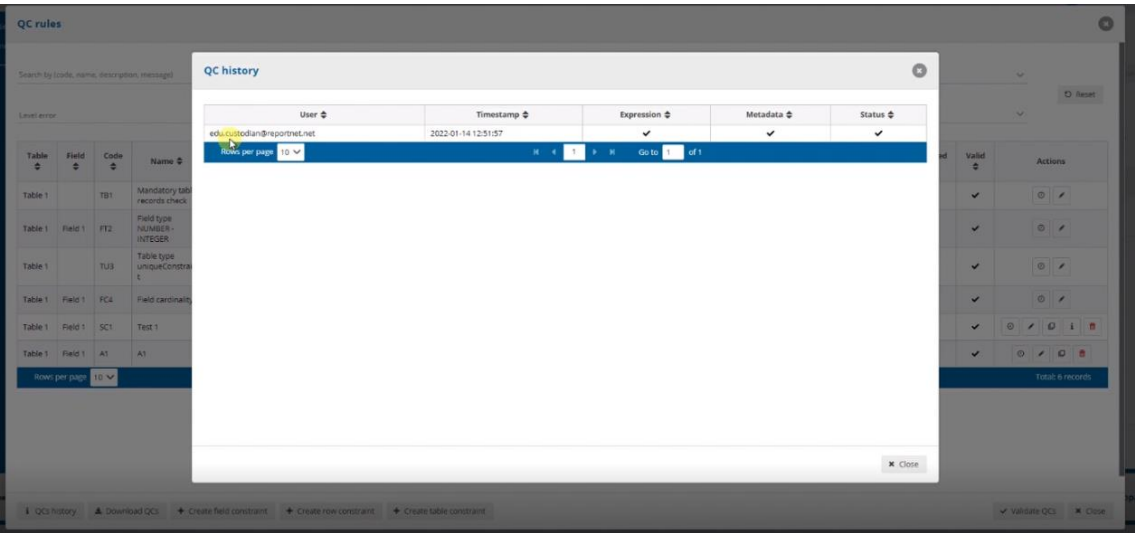 QC rules
Search by (code, name, description, message)
Reset
Level error
QC history
User Timestamp Expression Metadata Status
edu.custodian@reportnet.net 2022-01-14 12:51:57
Rows per page 10 1 Go to 1 of 1
Table Field Code Name Valid Actions
Table 1 TB1 Mandatory tabl
records check
Table 1 Field 1 FT2 Field type
NUMBER -
INTEGER
Table 1 TU3 Table type
uniqueConstrai
t
Table 1 Field 1 FC4 Field cardinality
Table 1 Field 1 SC1 Test 1
Table 1 Field 1 A1 A1
Rows per page 10 Total: 6 records
Close
QCs history Download QCs Create field constraint Create row constraint Create table constraint Validate QCs Close